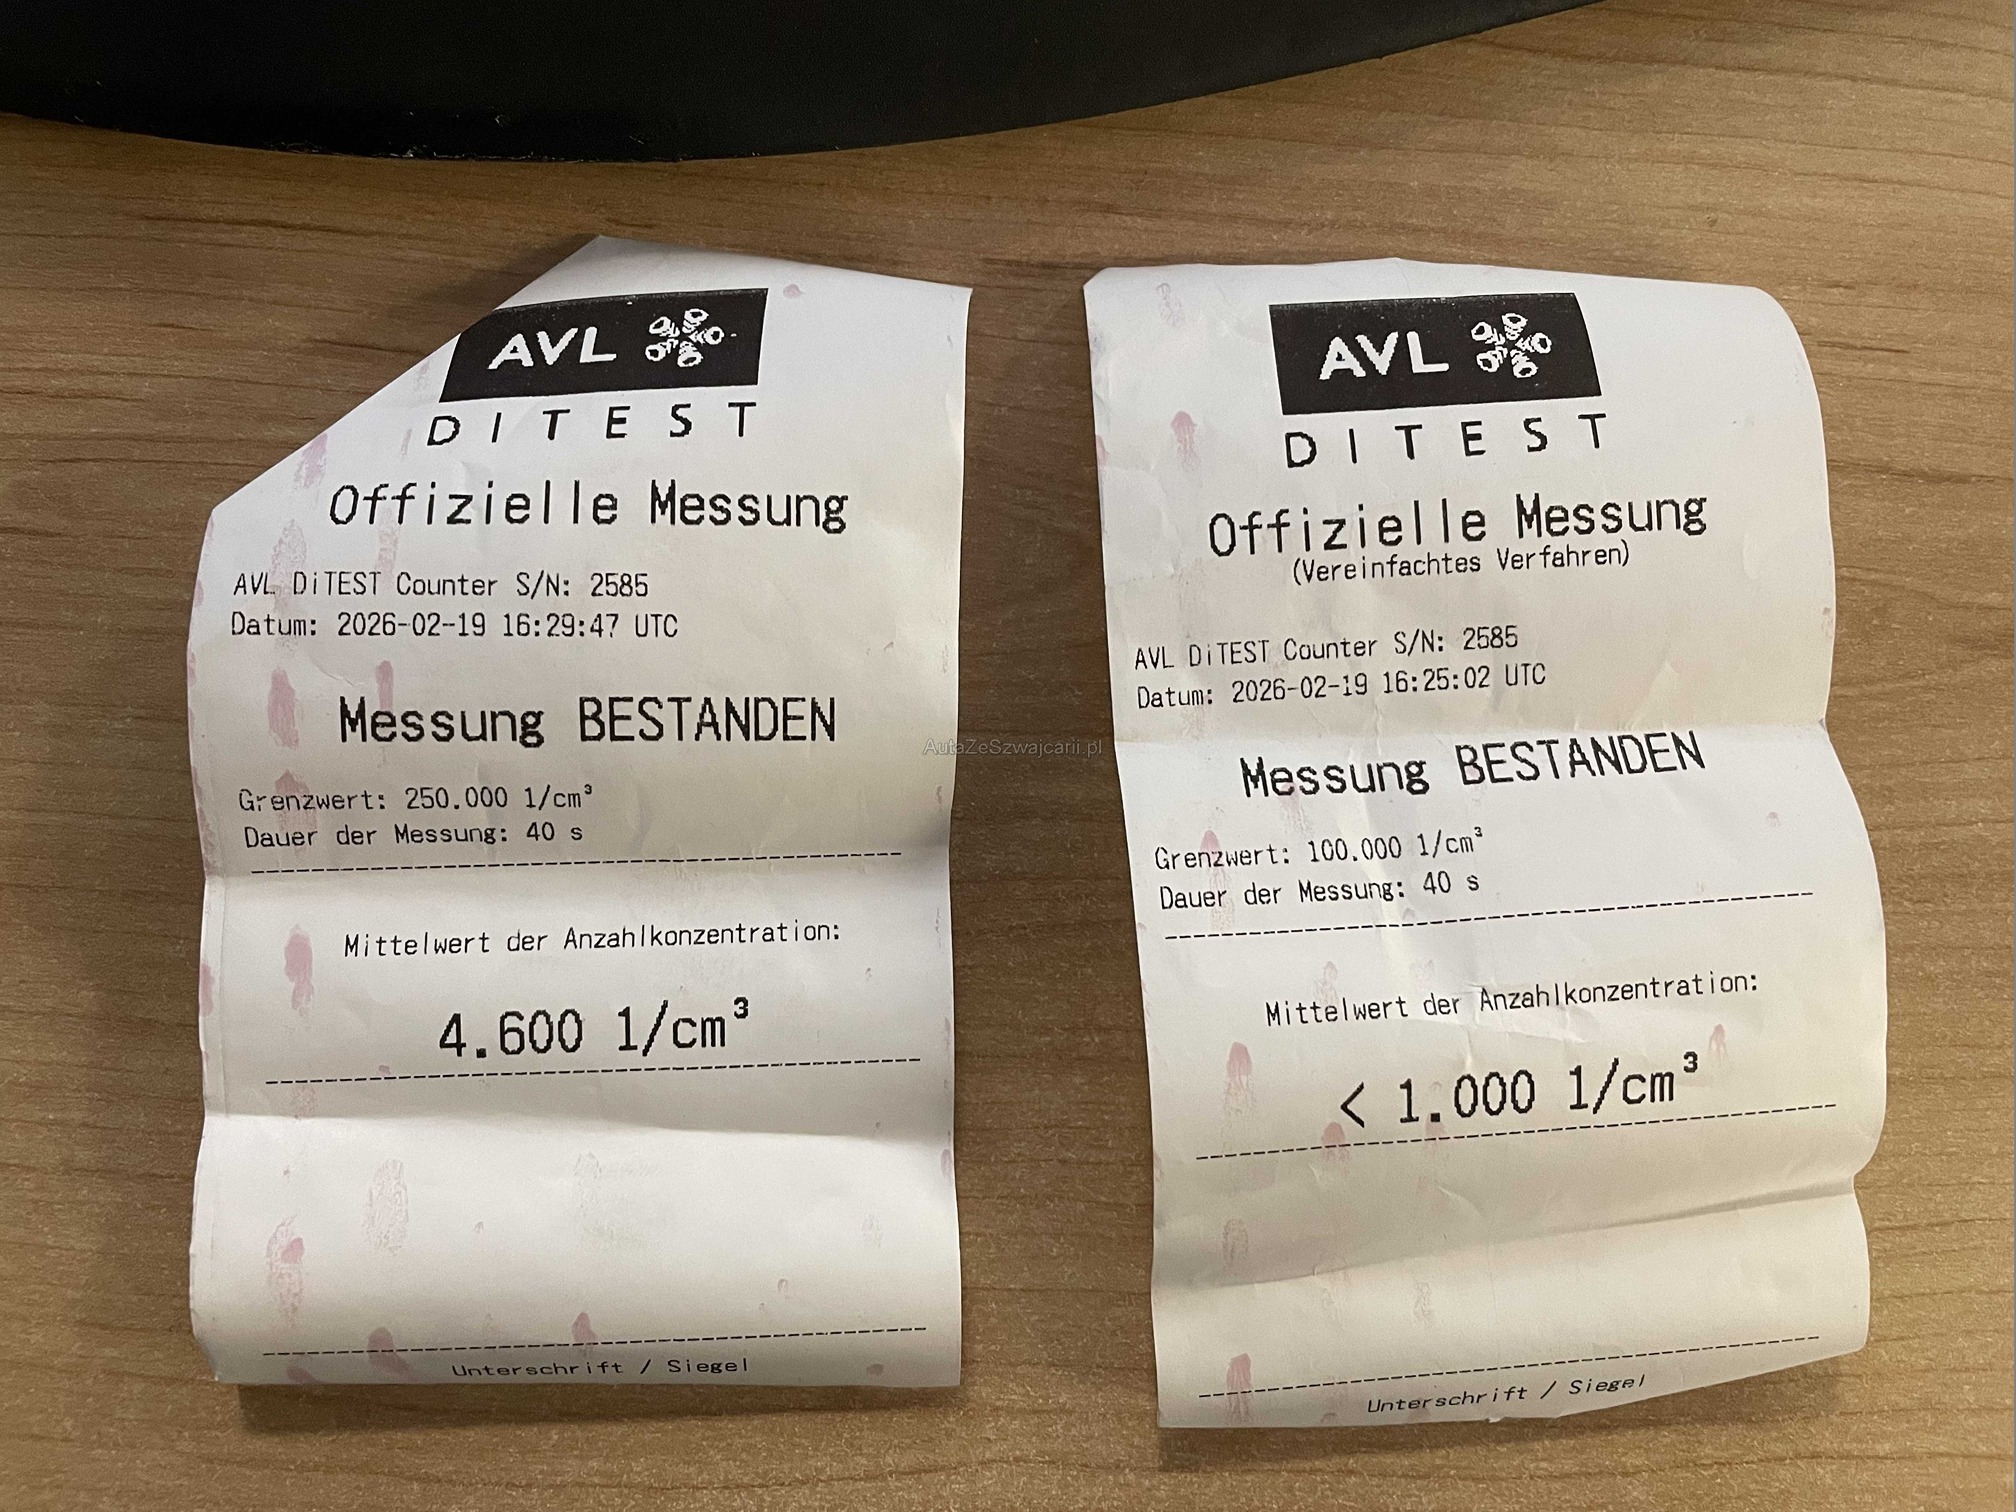 AVL
DITEST
Offizielle Messung
AVL DiTEST Counter S/N: 2585
Datum: 2026-02-19 16:29:47 UTC
Messung BESTANDEN
Grenzwert: 250.000 1/cm³
Dauer der Messung: 40 s
Mittelwert der Anzahlkonzentration:
4.600 1/cm³
Unterschrift / Siegel
AVL
DITEST
Offizielle Messung
(Vereinfachtes Verfahren)
AVL DiTEST Counter S/N: 2585
Datum: 2026-02-19 16:25:02 UTC
Messung BESTANDEN
Grenzwert: 100.000 1/cm³
Dauer der Messung: 40 s
Mittelwert der Anzahlkonzentration:
< 1.000 1/cm³
Unterschrift / Siegel
AutaZeSzwajcarii.pl